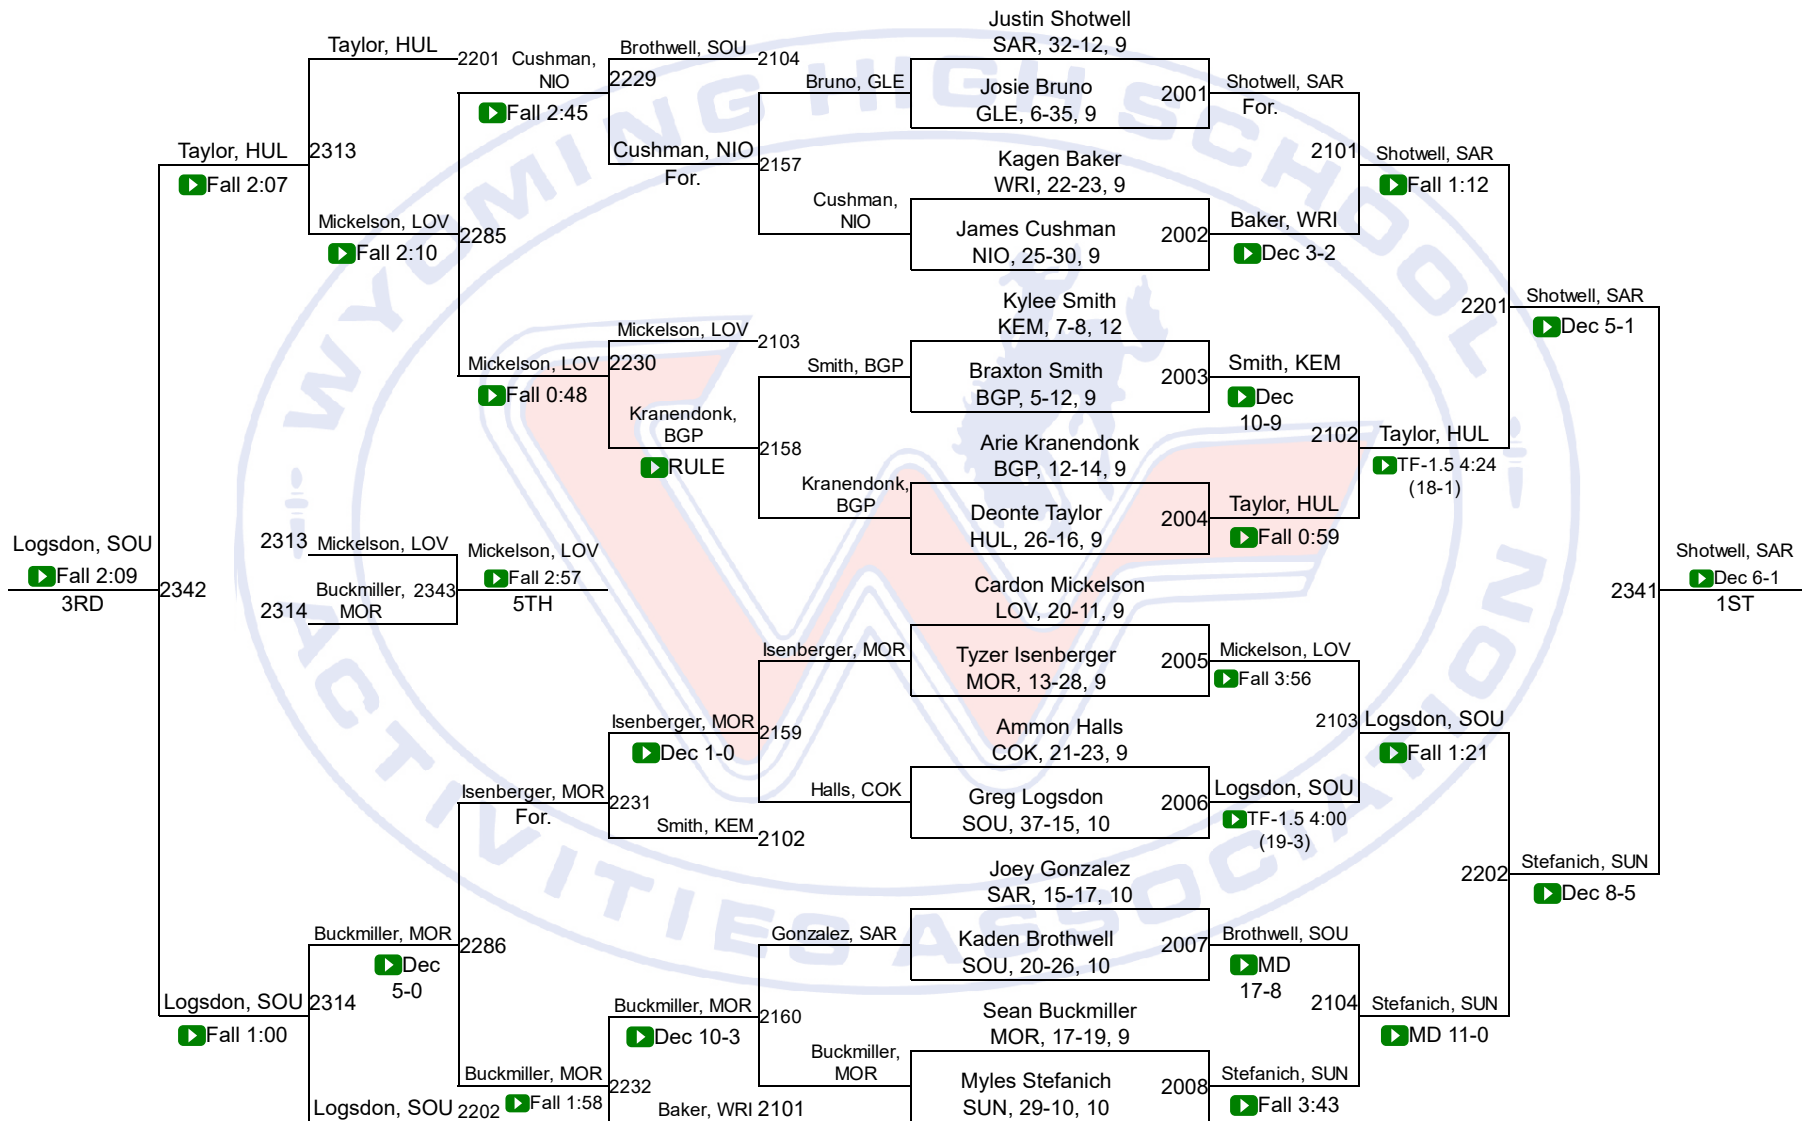 WYOMING HIGH SCHOOL
ACTIVITIES ASSOCIATION
Justin Shotwell
SAR, 32-12, 9
Josie Bruno
GLE, 6-35, 9
2001
Kagen Baker
WRI, 22-23, 9
James Cushman
NIO, 25-30, 9
2002
Kylee Smith
KEM, 7-8, 12
Braxton Smith
BGP, 5-12, 9
2003
Arie Kranendonk
BGP, 12-14, 9
Deonte Taylor
HUL, 26-16, 9
2004
Cardon Mickelson
LOV, 20-11, 9
Tyzer Isenberger
MOR, 13-28, 9
2005
Ammon Halls
COK, 21-23, 9
Greg Logsdon
SOU, 37-15, 10
2006
Joey Gonzalez
SAR, 15-17, 10
Kaden Brothwell
SOU, 20-26, 10
2007
Sean Buckmiller
MOR, 17-19, 9
Myles Stefanich
SUN, 29-10, 10
2008
Shotwell, SAR
For.
2101
Baker, WRI
Dec 3-2
Smith, KEM
Dec
10-9
2102
Taylor, HUL
Fall 0:59
Mickelson, LOV
Fall 3:56
2103
Logsdon, SOU
TF-1.5 4:00
(19-3)
Brothwell, SOU
MD
17-8
2104
Stefanich, SUN
Fall 3:43
Shotwell, SAR
Fall 1:12
2201
Taylor, HUL
TF-1.5 4:24
(18-1)
Logsdon, SOU
Fall 1:21
2202
Stefanich, SUN
MD 11-0
Shotwell, SAR
Dec 5-1
2341
Stefanich, SUN
Dec 8-5
Shotwell, SAR
Dec 6-1
1ST
Bruno, GLE
2157
Cushman,
NIO
Smith, BGP
2158
Kranendonk,
BGP
Isenberger, MOR
2159
Halls, COK
Gonzalez, SAR
2160
Buckmiller,
MOR
Brothwell, SOU
2104
2229
Cushman, NIO
For.
Mickelson, LOV
2103
2230
Kranendonk,
BGP
RULE
Isenberger, MOR
Dec 1-0
2231
Smith, KEM
2102
Buckmiller, MOR
Dec 10-3
2232
Baker, WRI
2101
Cushman,
NIO
Fall 2:45
2285
Mickelson, LOV
Fall 0:48
Isenberger, MOR
For.
2286
Buckmiller, MOR
Fall 1:58
Taylor, HUL
2201
2313
Mickelson, LOV
Fall 2:10
Buckmiller, MOR
Dec
5-0
2314
Logsdon, SOU
2202
2313
Mickelson, LOV
2314
Buckmiller,
MOR
2343
Mickelson, LOV
Fall 2:57
5TH
Taylor, HUL
Fall 2:07
2342
Logsdon, SOU
Fall 1:00
Logsdon, SOU
Fall 2:09
3RD